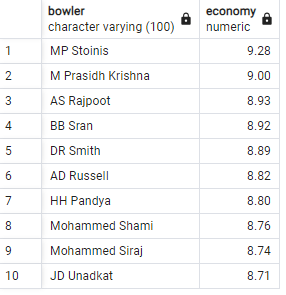 bowler economy
character varying (100) numeric
1 MP Stoinis 9.28
2 M Prasidh Krishna 9.00
3 AS Rajpoot 8.93
4 BB Sran 8.92
5 DR Smith 8.89
6 AD Russell 8.82
7 HH Pandya 8.80
8 Mohammed Shami 8.76
9 Mohammed Siraj 8.74
10 JD Unadkat 8.71